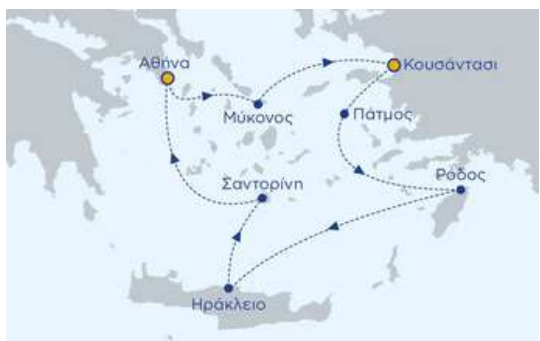 Αθήνα
Κουσάντασι
Μύκονος
Πάτμος
Ρόδος
Σαντορίνη
Ηράκλειο